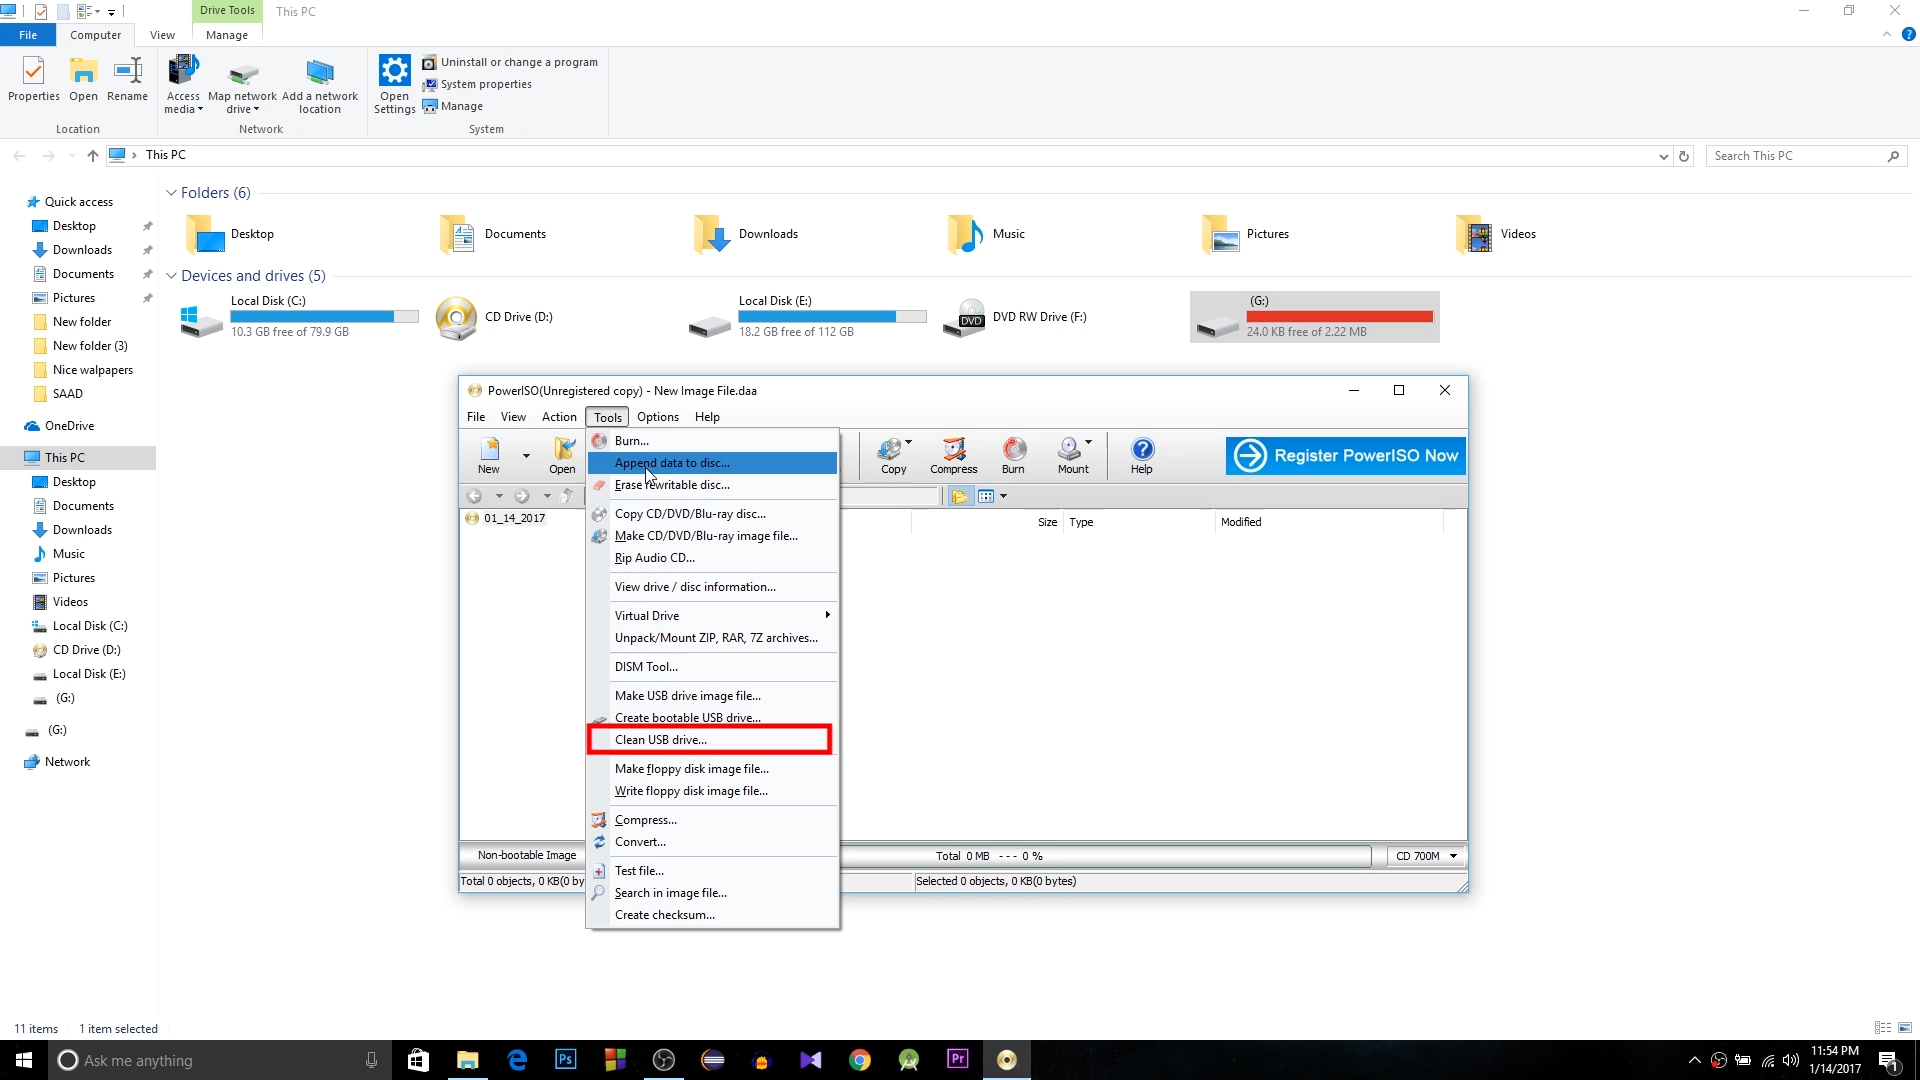 Drive Tools
This PC
File
Computer
View
Manage
Properties
Open
Rename
Access media
Map network drive
Add a network location
Open Settings
Uninstall or change a program
System properties
Manage
Location
Network
System
This PC
Search This PC
Quick access
Desktop
Downloads
Documents
Pictures
New folder
New folder (3)
Nice walpapers
SAAD
OneDrive
This PC
Desktop
Documents
Downloads
Music
Pictures
Videos
Local Disk (C:)
CD Drive (D:)
Local Disk (E:)
(G:)
(G:)
Network
Folders (6)
Desktop
Documents
Downloads
Music
Pictures
Videos
Devices and drives (5)
Local Disk (C:)
10.3 GB free of 79.9 GB
CD Drive (D:)
Local Disk (E:)
18.2 GB free of 112 GB
DVD
DVD RW Drive (F:)
(G:)
24.0 KB free of 2.22 MB
PowerISO(Unregistered copy) - New Image File.daa
File
View
Action
Tools
Options
Help
New
Open
Copy
Compress
Burn
Mount
Help
Register PowerISO Now
01_14_2017
Size
Type
Modified
Burn...
Append data to disc...
Erase rewritable disc...
Copy CD/DVD/Blu-ray disc...
Make CD/DVD/Blu-ray image file...
Rip Audio CD...
View drive / disc information...
Virtual Drive
Unpack/Mount ZIP, RAR, 7Z archives...
DISM Tool...
Make USB drive image file...
Create bootable USB drive...
Clean USB drive...
Make floppy disk image file...
Write floppy disk image file...
Compress...
Convert...
Test file...
Search in image file...
Create checksum...
Non-bootable Image
Total 0 MB --- 0 %
CD 700M
Total 0 objects, 0 KB(0 by
Selected 0 objects, 0 KB(0 bytes)
11 items
1 item selected
Ask me anything
Ps
Pr
11:54 PM
1/14/2017
1